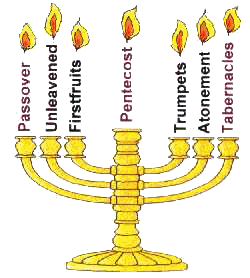 Passover
Unleavened
Firstfruits
Pentecost
Trumpets
Atonement
Tabernacles